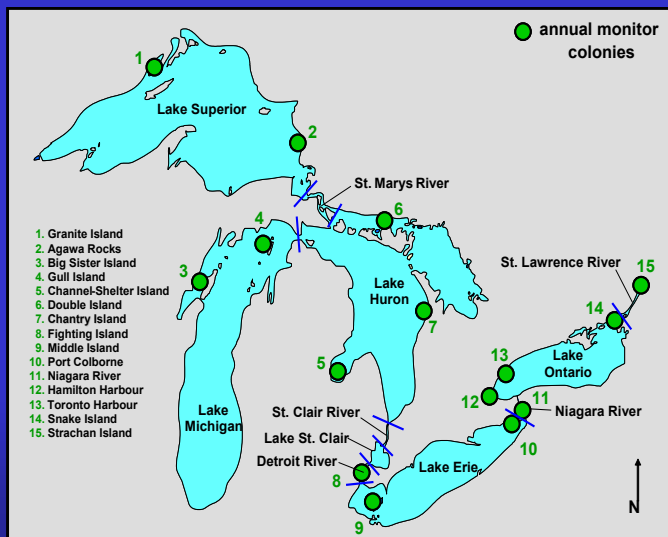 annual monitor
colonies
1
Lake Superior
2
St. Marys River
6
4
1. Granite Island
2. Agawa Rocks
3. Big Sister Island
4. Gull Island
5. Channel-Shelter Island
6. Double Island
7. Chantry Island
8. Fighting Island
9. Middle Island
10. Port Colborne
11. Niagara River
12. Hamilton Harbour
13. Toronto Harbour
14. Snake Island
15. Strachan Island
3
Lake
Huron
7
St. Lawrence River
15
14
5
13
Lake
Ontario
12
11
Niagara River
10
Lake
Michigan
St. Clair River
Lake St. Clair
Detroit River
8
Lake Erie
9
N